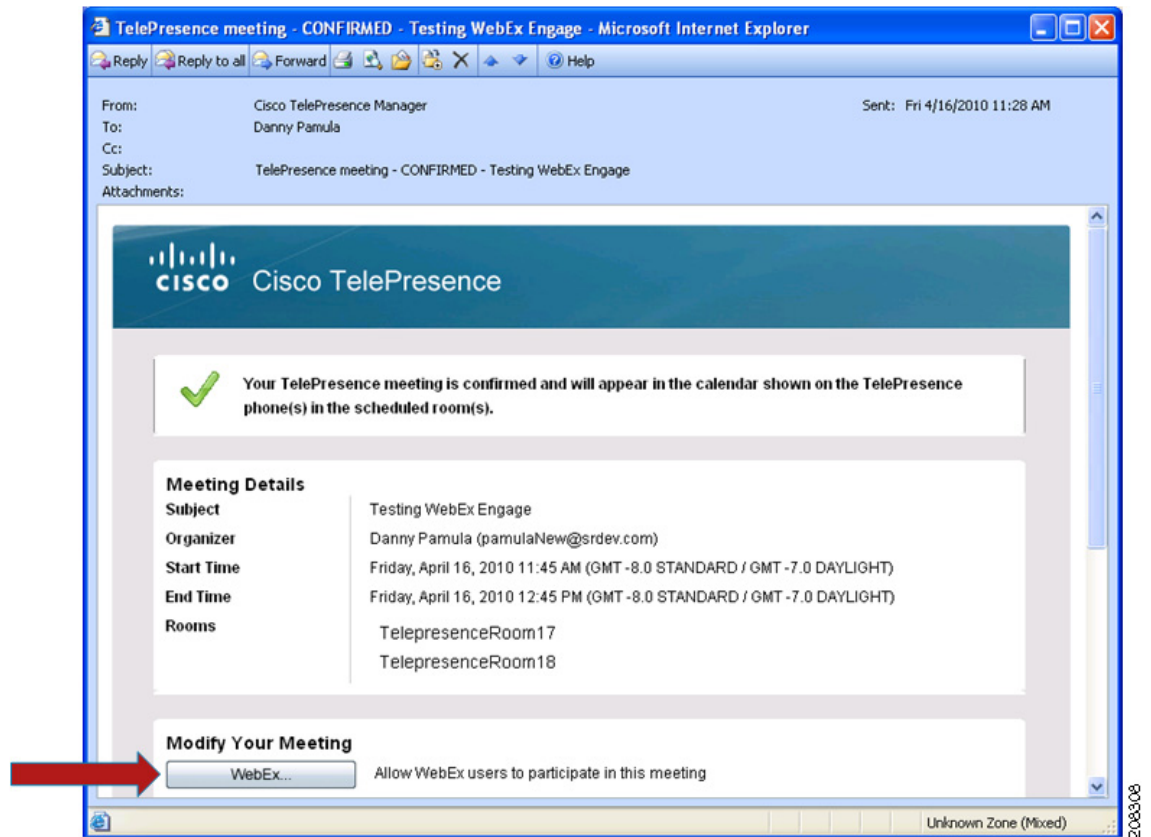 TelePresence meeting - CONFIRMED - Testing WebEx Engage - Microsoft Internet Explorer
Reply Reply to all Forward Help
From: Cisco TelePresence Manager Sent: Fri 4/16/2010 11:28 AM
To: Danny Pamula
Cc:
Subject: TelePresence meeting - CONFIRMED - Testing WebEx Engage
Attachments:
cisco Cisco TelePresence
Your TelePresence meeting is confirmed and will appear in the calendar shown on the TelePresence
phone(s) in the scheduled room(s).
Meeting Details
Subject Testing WebEx Engage
Organizer Danny Pamula (pamulaNew@srdev.com)
Start Time Friday, April 16, 2010 11:45 AM (GMT -8.0 STANDARD / GMT -7.0 DAYLIGHT)
End Time Friday, April 16, 2010 12:45 PM (GMT -8.0 STANDARD / GMT -7.0 DAYLIGHT)
Rooms TelepresenceRoom17
TelepresenceRoom18
Modify Your Meeting
WebEx... Allow WebEx users to participate in this meeting
Unknown Zone (Mixed)
208308